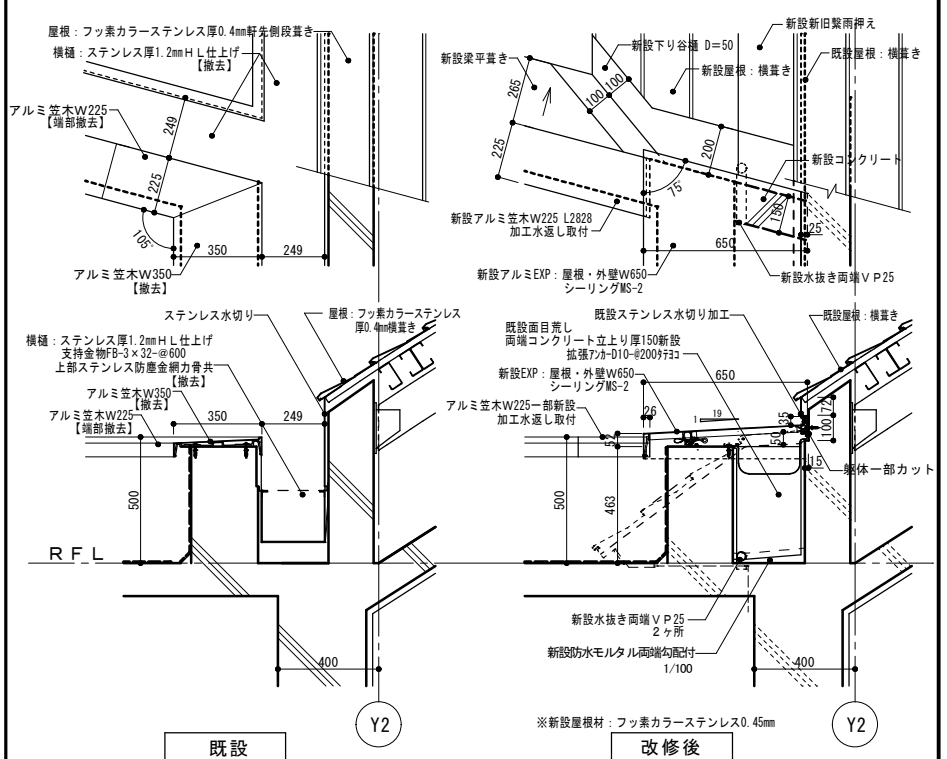 屋根：フッ素カラーステンレス厚0.4mm軒先側段葺き
横樋：ステンレス厚1.2mmＨＬ仕上げ
【撤去】
アルミ笠木W225
【端部撤去】
249
225
105°
350
249
アルミ笠木W350
【撤去】
新設新旧繋雨押え
新設下り谷樋 D=50
既設屋根：横葺き
新設梁平葺き
新設屋根：横葺き
265
100
100
225
200
新設コンクリート
75°
150
25
新設アルミ笠木W225 L2828
加工水返し取付
650
新設アルミEXP：屋根・外壁W650
シーリングMS-2
新設水抜き両端ＶＰ25
ステンレス水切り
屋根：フッ素カラーステンレス
厚0.4mm横葺き
横樋：ステンレス厚1.2mmＨＬ仕上げ
支持金物FB-3×32-@600
上部ステンレス防塵金網力骨共
【撤去】
アルミ笠木W350
【撤去】
アルミ笠木W225
【端部撤去】
350
249
500
ＲＦＬ
400
Y2
既設
既設ステンレス水切り加工
既設屋根：横葺き
既設面目荒し
両端コンクリート立上り厚150新設
拡張ｱﾝｶｰD10-@200ﾀﾃﾖｺ
新設EXP：屋根・外壁W650
シーリングMS-2
650
アルミ笠木W225一部新設
加工水返し取付
26
19
1
35
72
100
52
50
15
躯体一部カット
500
463
新設水抜き両端ＶＰ25
2ヶ所
新設防水モルタル両端勾配付
1/100
400
※新設屋根材：フッ素カラーステンレス0.45mm
Y2
改修後